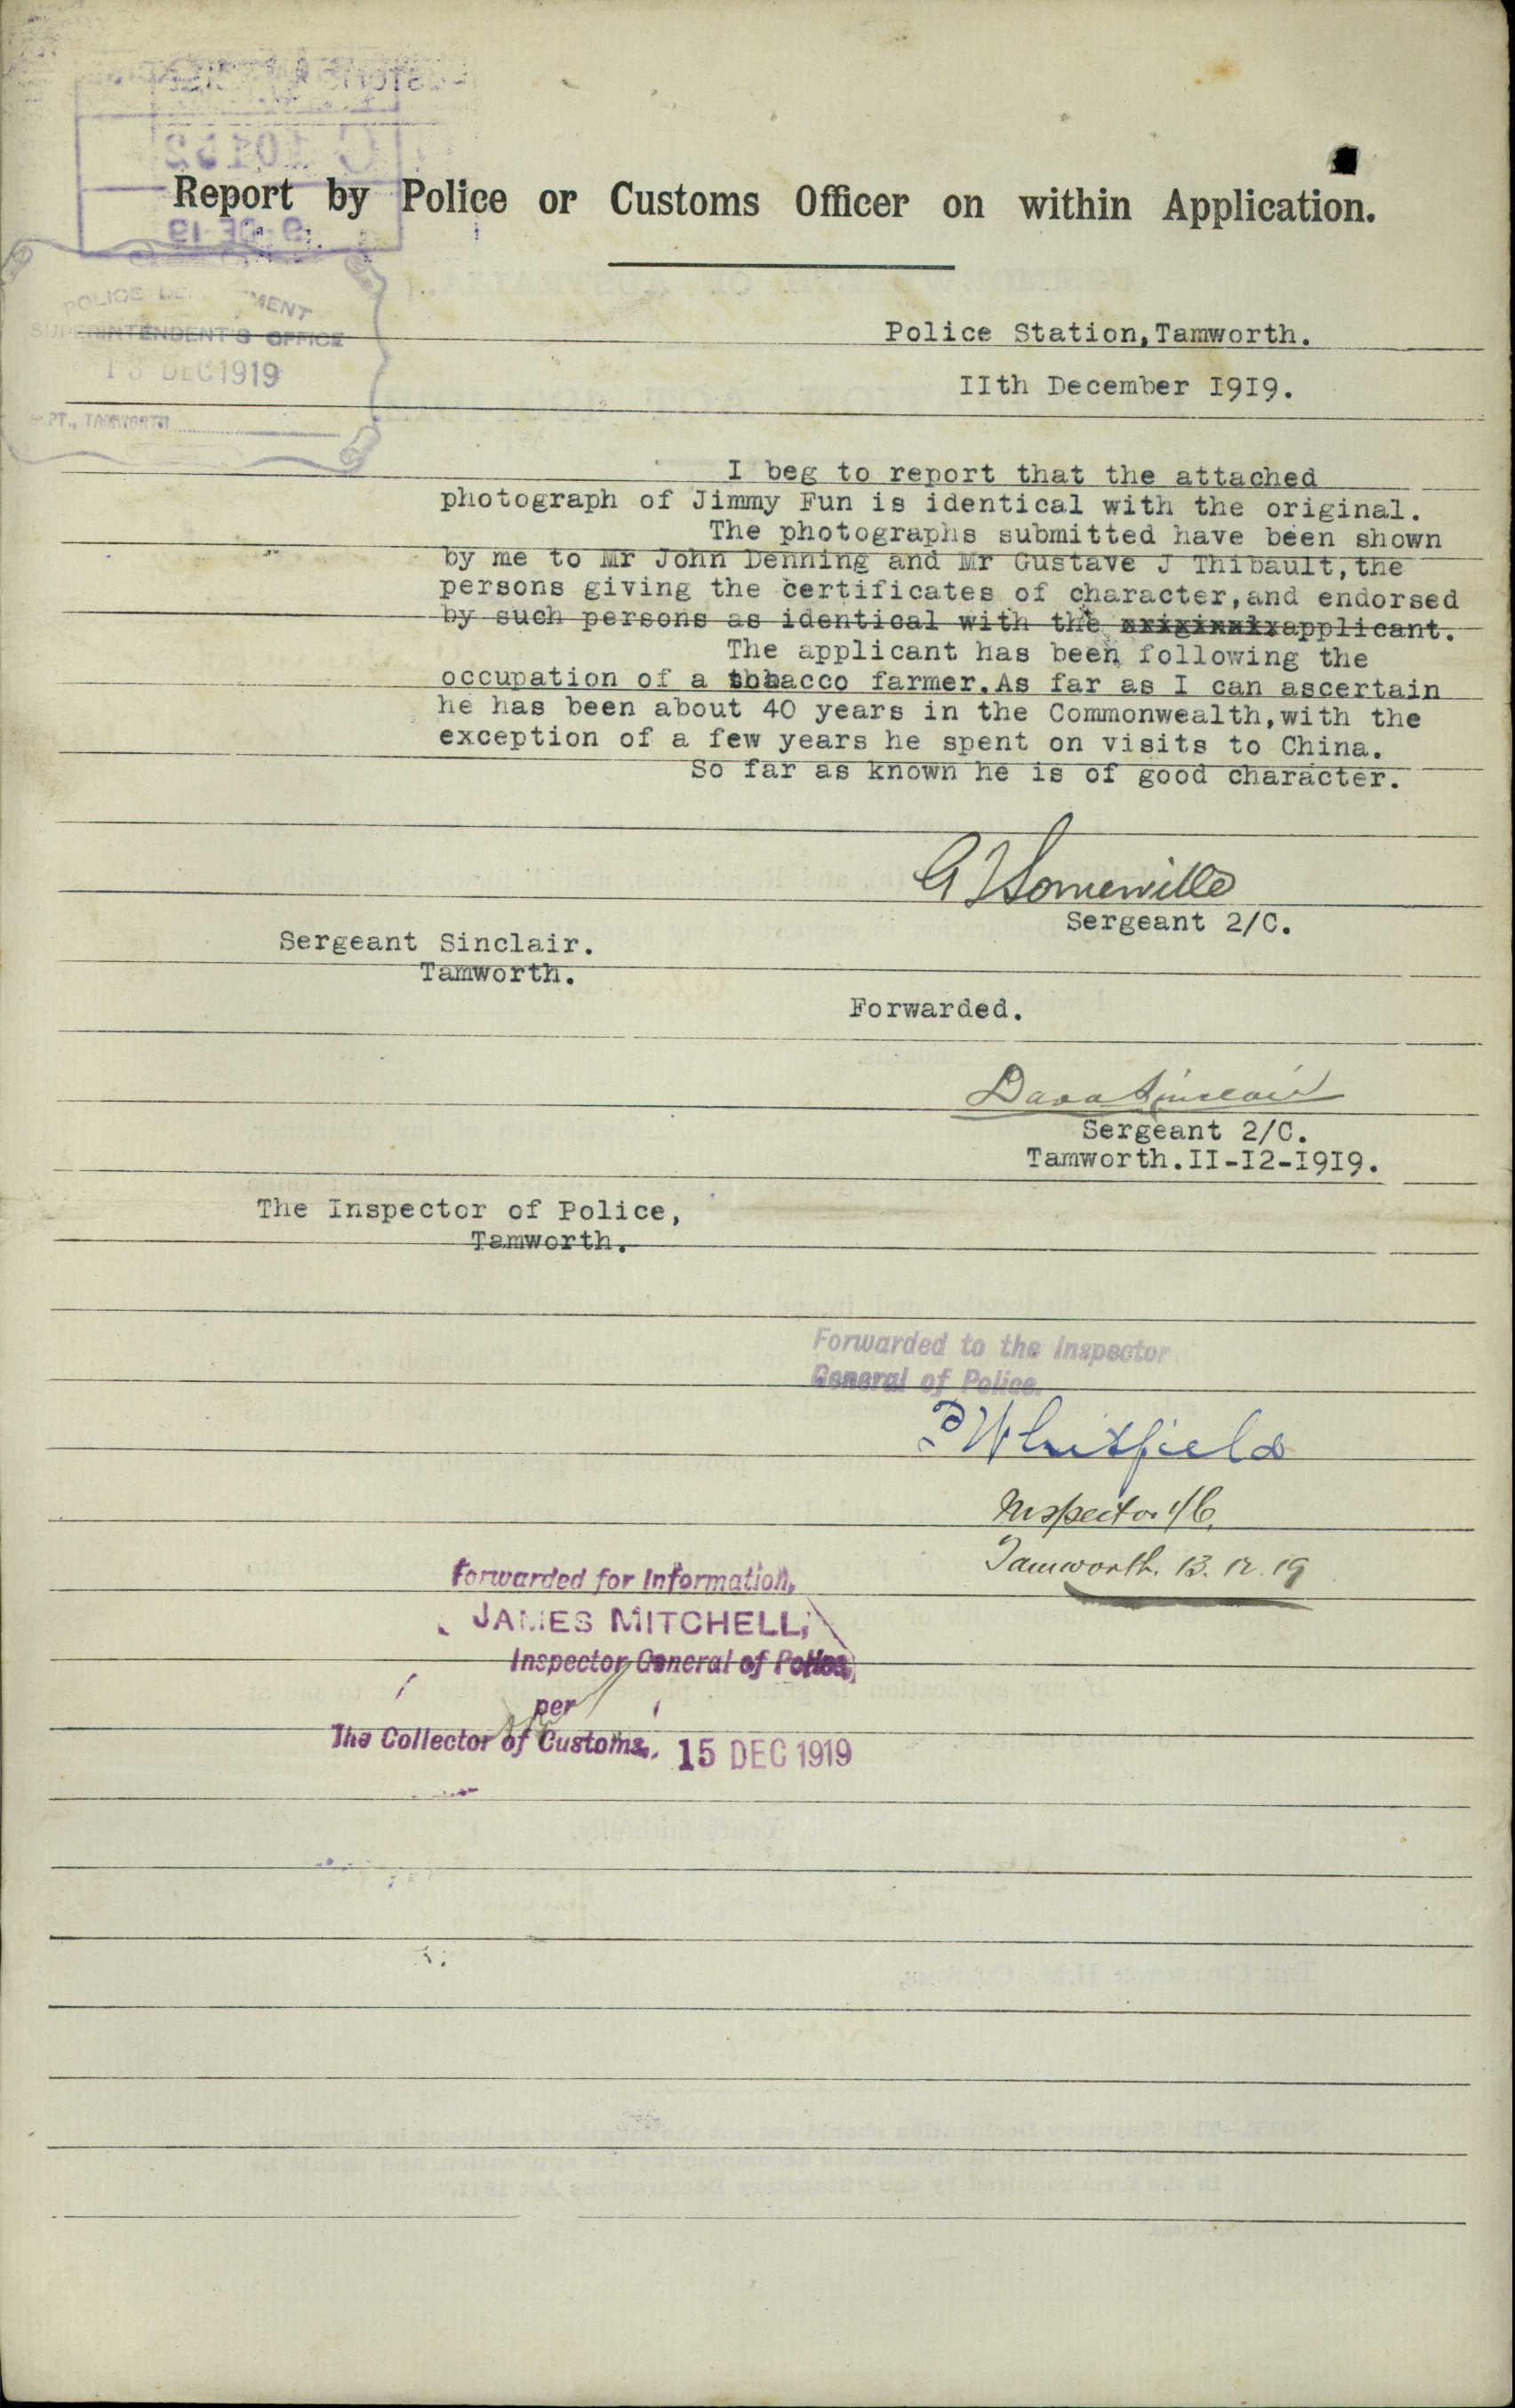 Report by Police or Customs Officer on within Application.
POLICE
SUPERINTENDENT'S OFFICE
DEC 1919
TAMWORTH
Police Station, Tamworth.
IIth December I9I9.
I beg to report that the attached
photograph of Jimmy Fun is identical with the original.
The photographs submitted have been shown
by me to Mr John Denning and Mr Gustave J Thibault, the
persons giving the certificates of character, and endorsed
by such persons as identical with the applicant.
The applicant has been following the
occupation of a tobacco farmer. As far as I can ascertain
he has been about 40 years in the Commonwealth, with the
exception of a few years he spent on visits to China.
So far as known he is of good character.
Somerville
Sergeant 2/C.
Sergeant Sinclair.
Tamworth.
Forwarded.
Sinclair
Sergeant 2/C.
Tamworth. II-I2-I9I9.
The Inspector of Police,
Tamworth.
Forwarded to the Inspector
General of Police.
Whitfield
Inspector 1/C.
Tamworth. 13. 12. 19
Forwarded for Information,
JAMES MITCHELL,
Inspector General of Police,
per
The Collector of Customs. 15 DEC 1919